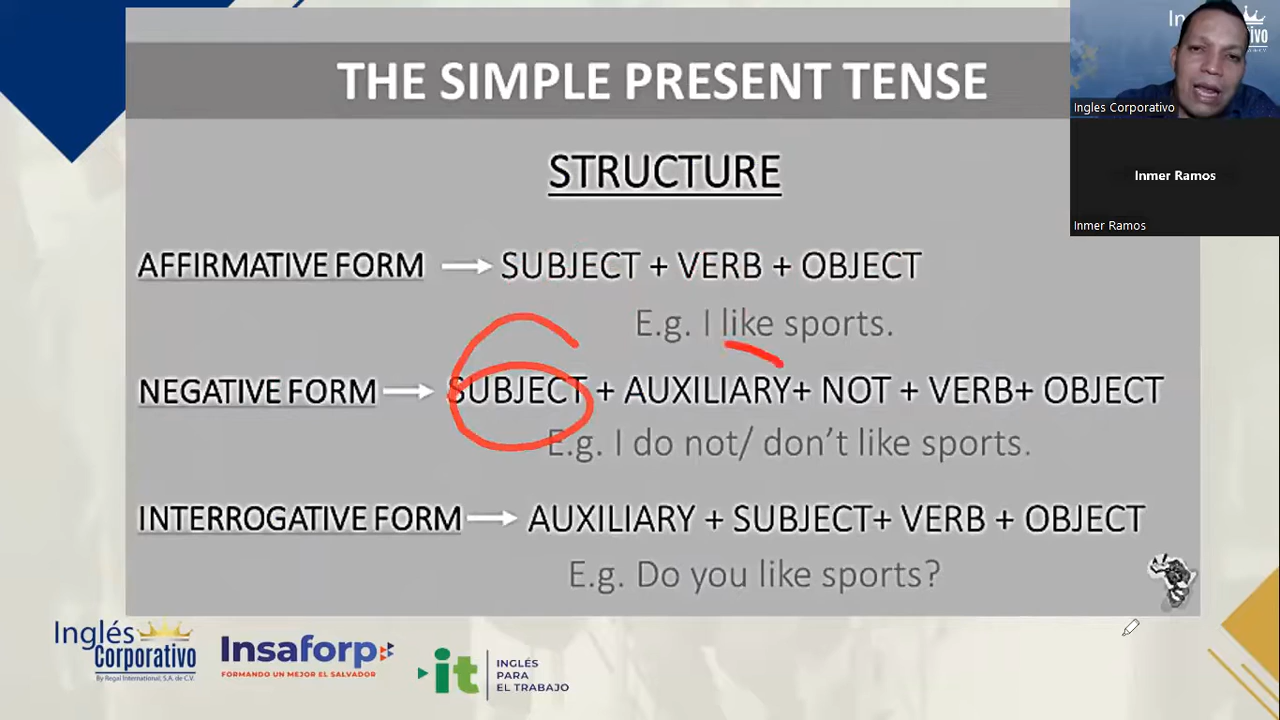 THE SIMPLE PRESENT TENSE
STRUCTURE
AFFIRMATIVE FORM → SUBJECT + VERB + OBJECT
E.g. I like sports.
NEGATIVE FORM → SUBJECT + AUXILIARY+ NOT + VERB+ OBJECT
E.g. I do not/ don't like sports.
INTERROGATIVE FORM → AUXILIARY + SUBJECT+ VERB + OBJECT
E.g. Do you like sports?
Ingles Corporativo
Inmer Ramos
Inmer Ramos
Inglés
Corporativo
By Regal International, S.A. de C.V.
Insaforp
FORMANDO UN MEJOR EL SALVADOR
it
INGLÉS
PARA
EL TRABAJO